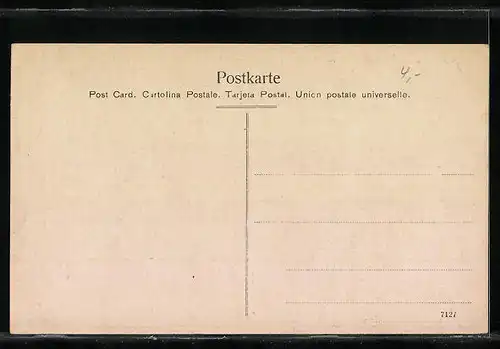 Postkarte
4,-
Post Card. Cartolina Postale. Tarjeta Postal. Union postale universelle.
7127